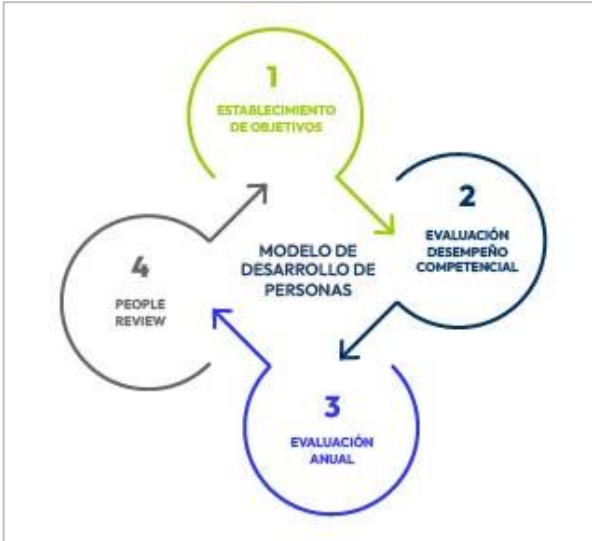 1
ESTABLECIMIENTO
DE OBJETIVOS
2
EVALUACIÓN
DESEMPEÑO
COMPETENCIAL
MODELO DE
DESARROLLO DE
PERSONAS
4
PEOPLE
REVIEW
3
EVALUACIÓN
ANUAL